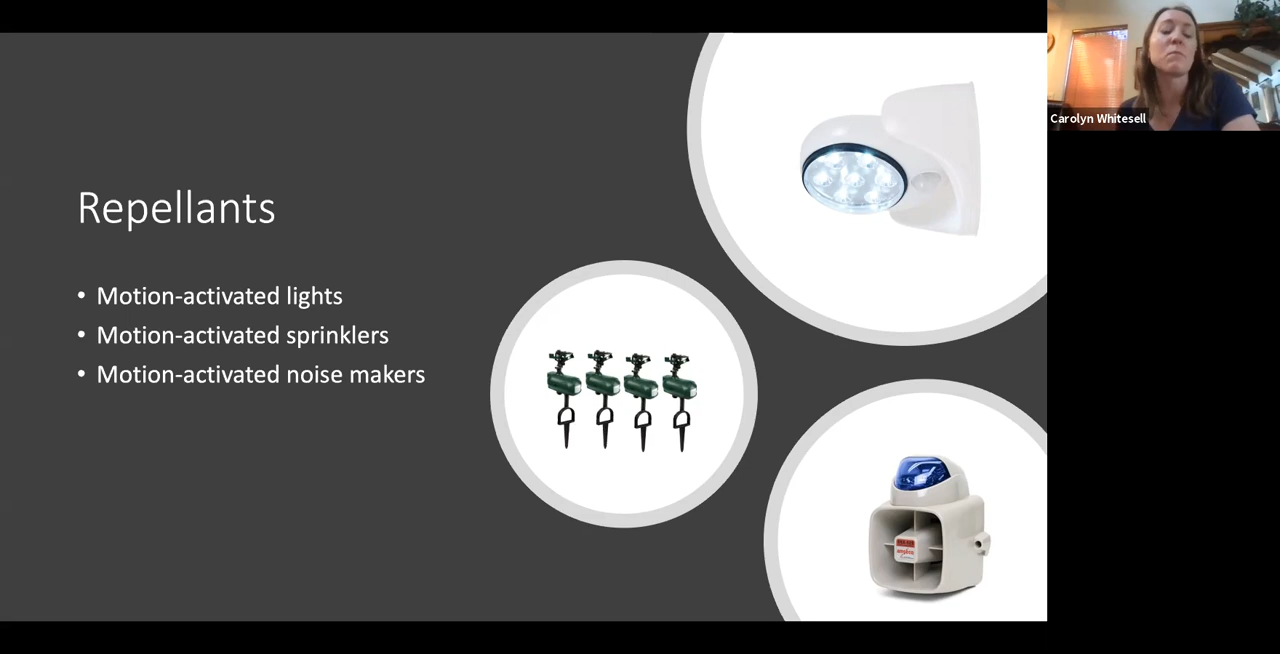 Repellants
• Motion-activated lights
• Motion-activated sprinklers
• Motion-activated noise makers
Carolyn Whitesell